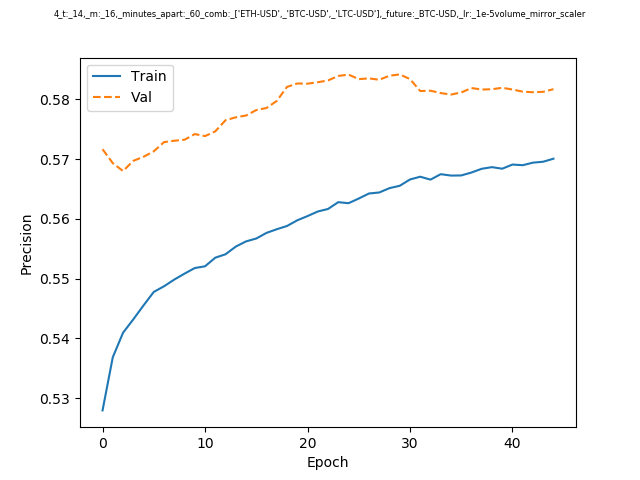 4_t:_14,_m:_16,_minutes_apart:_60_comb:_['ETH-USD',_'BTC-USD',_'LTC-USD'],_future:_BTC-USD,_lr:_1e-5volume_mirror_scaler
Train
Val
0.58
0.57
0.56
0.55
0.54
0.53
Precision
0 10 20 30 40
Epoch